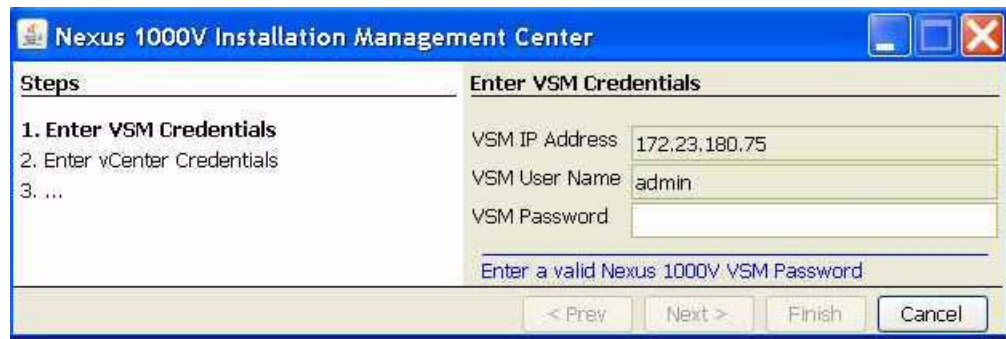 Nexus 1000V Installation Management Center
Steps
1. Enter VSM Credentials
2. Enter vCenter Credentials
3. ...
Enter VSM Credentials
VSM IP Address 172.23.180.75
VSM User Name admin
VSM Password
Enter a valid Nexus 1000V VSM Password
< Prev Next > Finish Cancel